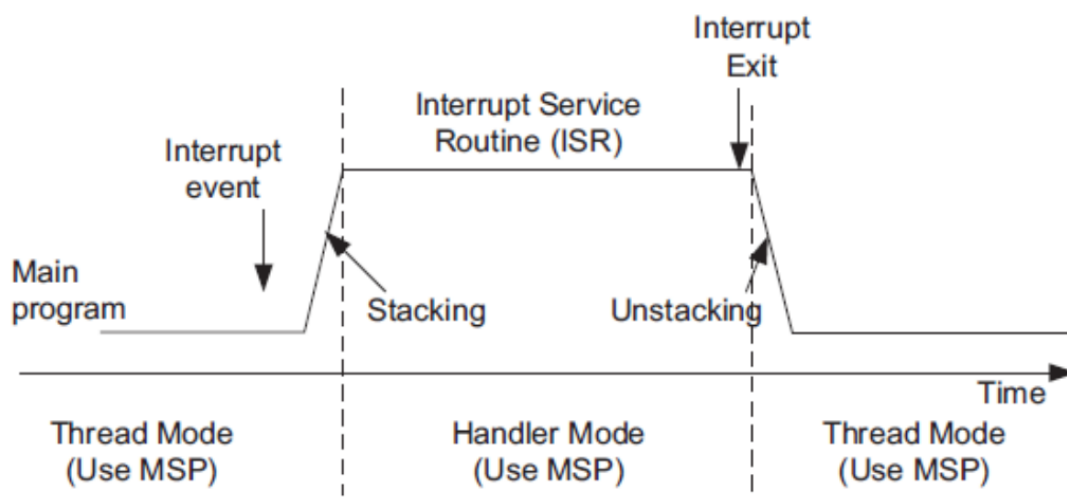 Interrupt
Exit
Interrupt Service
Routine (ISR)
Interrupt
event
Main
program
Stacking
Unstacking
Time
Thread Mode
(Use MSP)
Handler Mode
(Use MSP)
Thread Mode
(Use MSP)